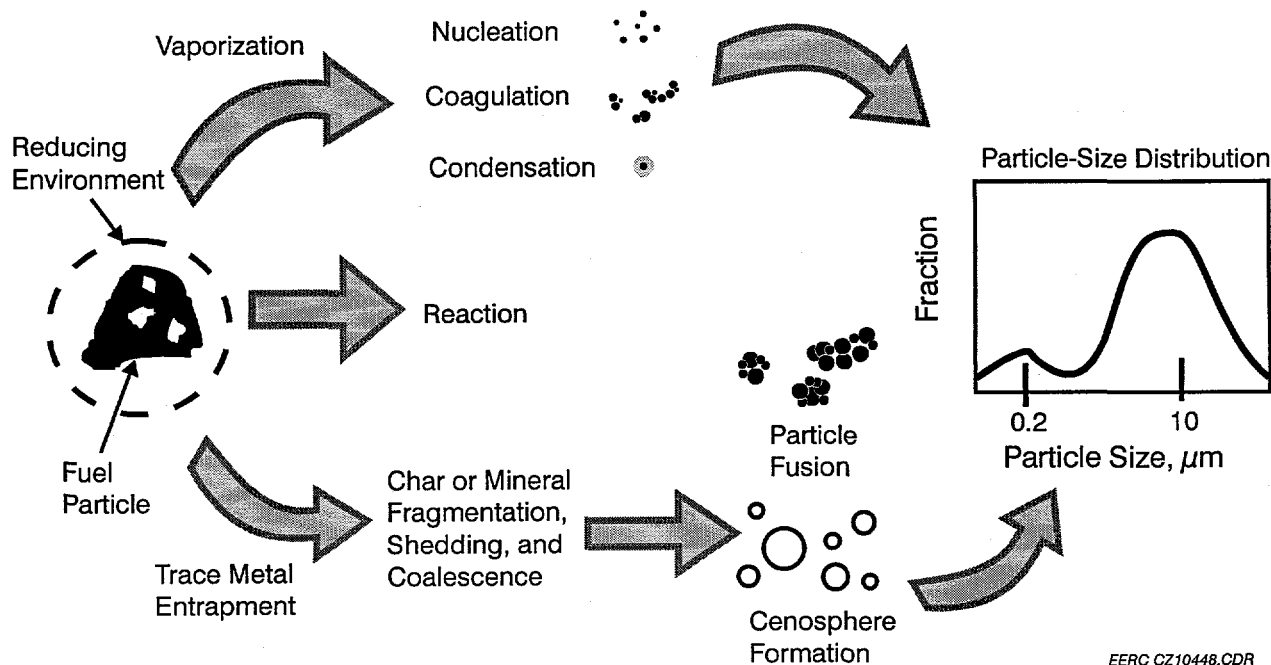 Vaporization
Nucleation
Coagulation
Condensation
Reducing
Environment
Fuel
Particle
Reaction
Trace Metal
Entrapment
Char or Mineral
Fragmentation,
Shedding, and
Coalescence
Particle
Fusion
Cenosphere
Formation
Particle-Size Distribution
Fraction
0.2
10
Particle Size, μm
EERC CZ10448.CDR